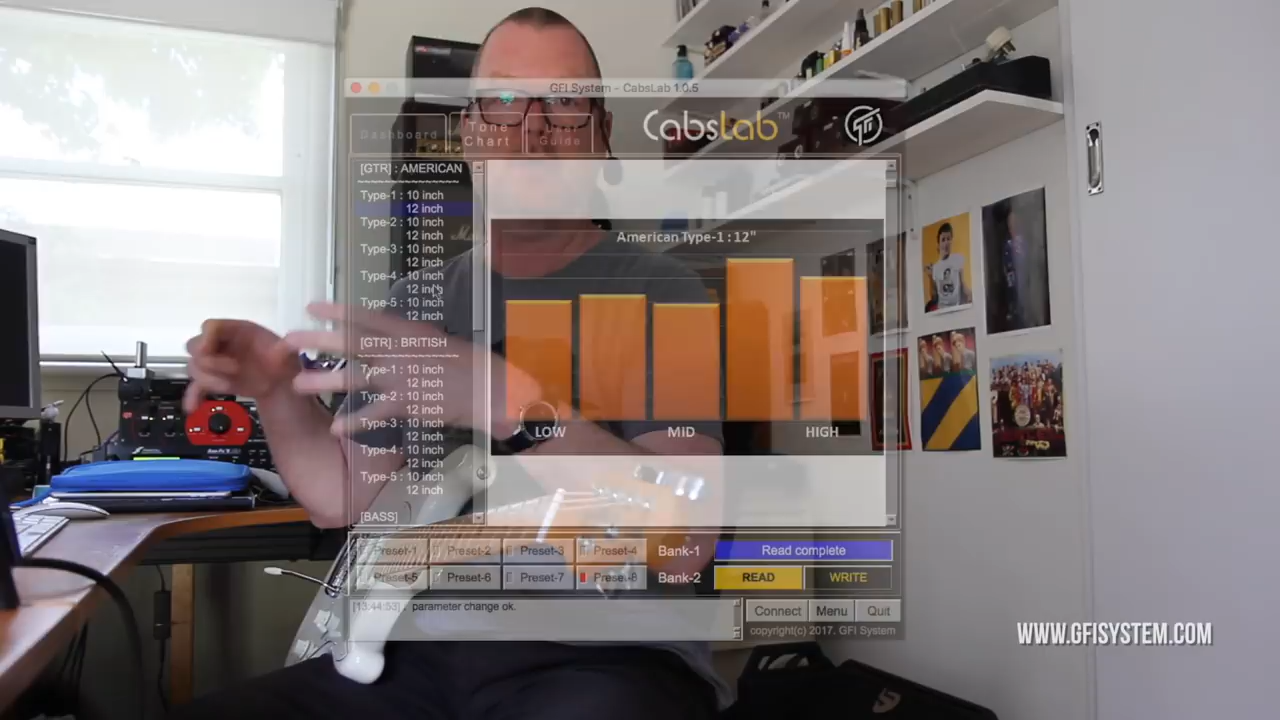 GFI System - CabsLab 1.0.5
Dashboard
Tone Chart
User Guide
CabsLab™
[GTR] : AMERICAN
Type-1 : 10 inch
12 inch
Type-2 : 10 inch
12 inch
Type-3 : 10 inch
12 inch
Type-4 : 10 inch
12 inch
Type-5 : 10 inch
12 inch
[GTR] : BRITISH
Type-1 : 10 inch
12 inch
Type-2 : 10 inch
12 inch
Type-3 : 10 inch
12 inch
Type-4 : 10 inch
12 inch
Type-5 : 10 inch
12 inch
[BASS]
American Type-1 : 12"
LOW MID HIGH
Preset-1 Preset-2 Preset-3 Preset-4 Bank-1 Read complete
Preset-5 Preset-6 Preset-7 Preset-8 Bank-2 READ WRITE
[13:44:53] . parameter change ok.
Connect Menu Quit
copyright(c) 2017. GFI System
WWW.GFISYSTEM.COM